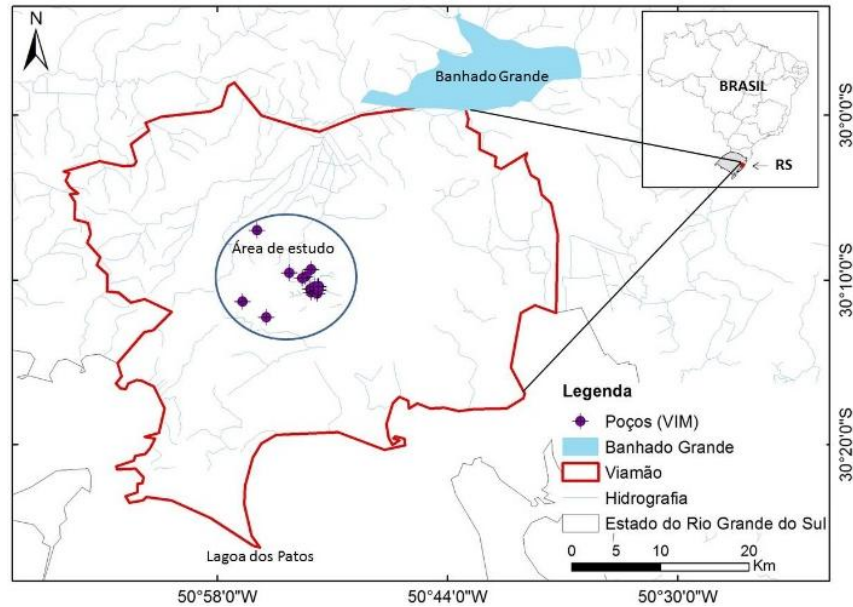 N
Banhado Grande
BRASIL
RS
30°0'0"S
Área de estudo
30°10'0"S
Legenda
Poços (VIM)
Banhado Grande
Viamão
Hidrografia
Estado do Rio Grande do Sul
30°20'0"S
0 5 10 20
Km
Lagoa dos Patos
50°58'0"W 50°44'0"W 50°30'0"W